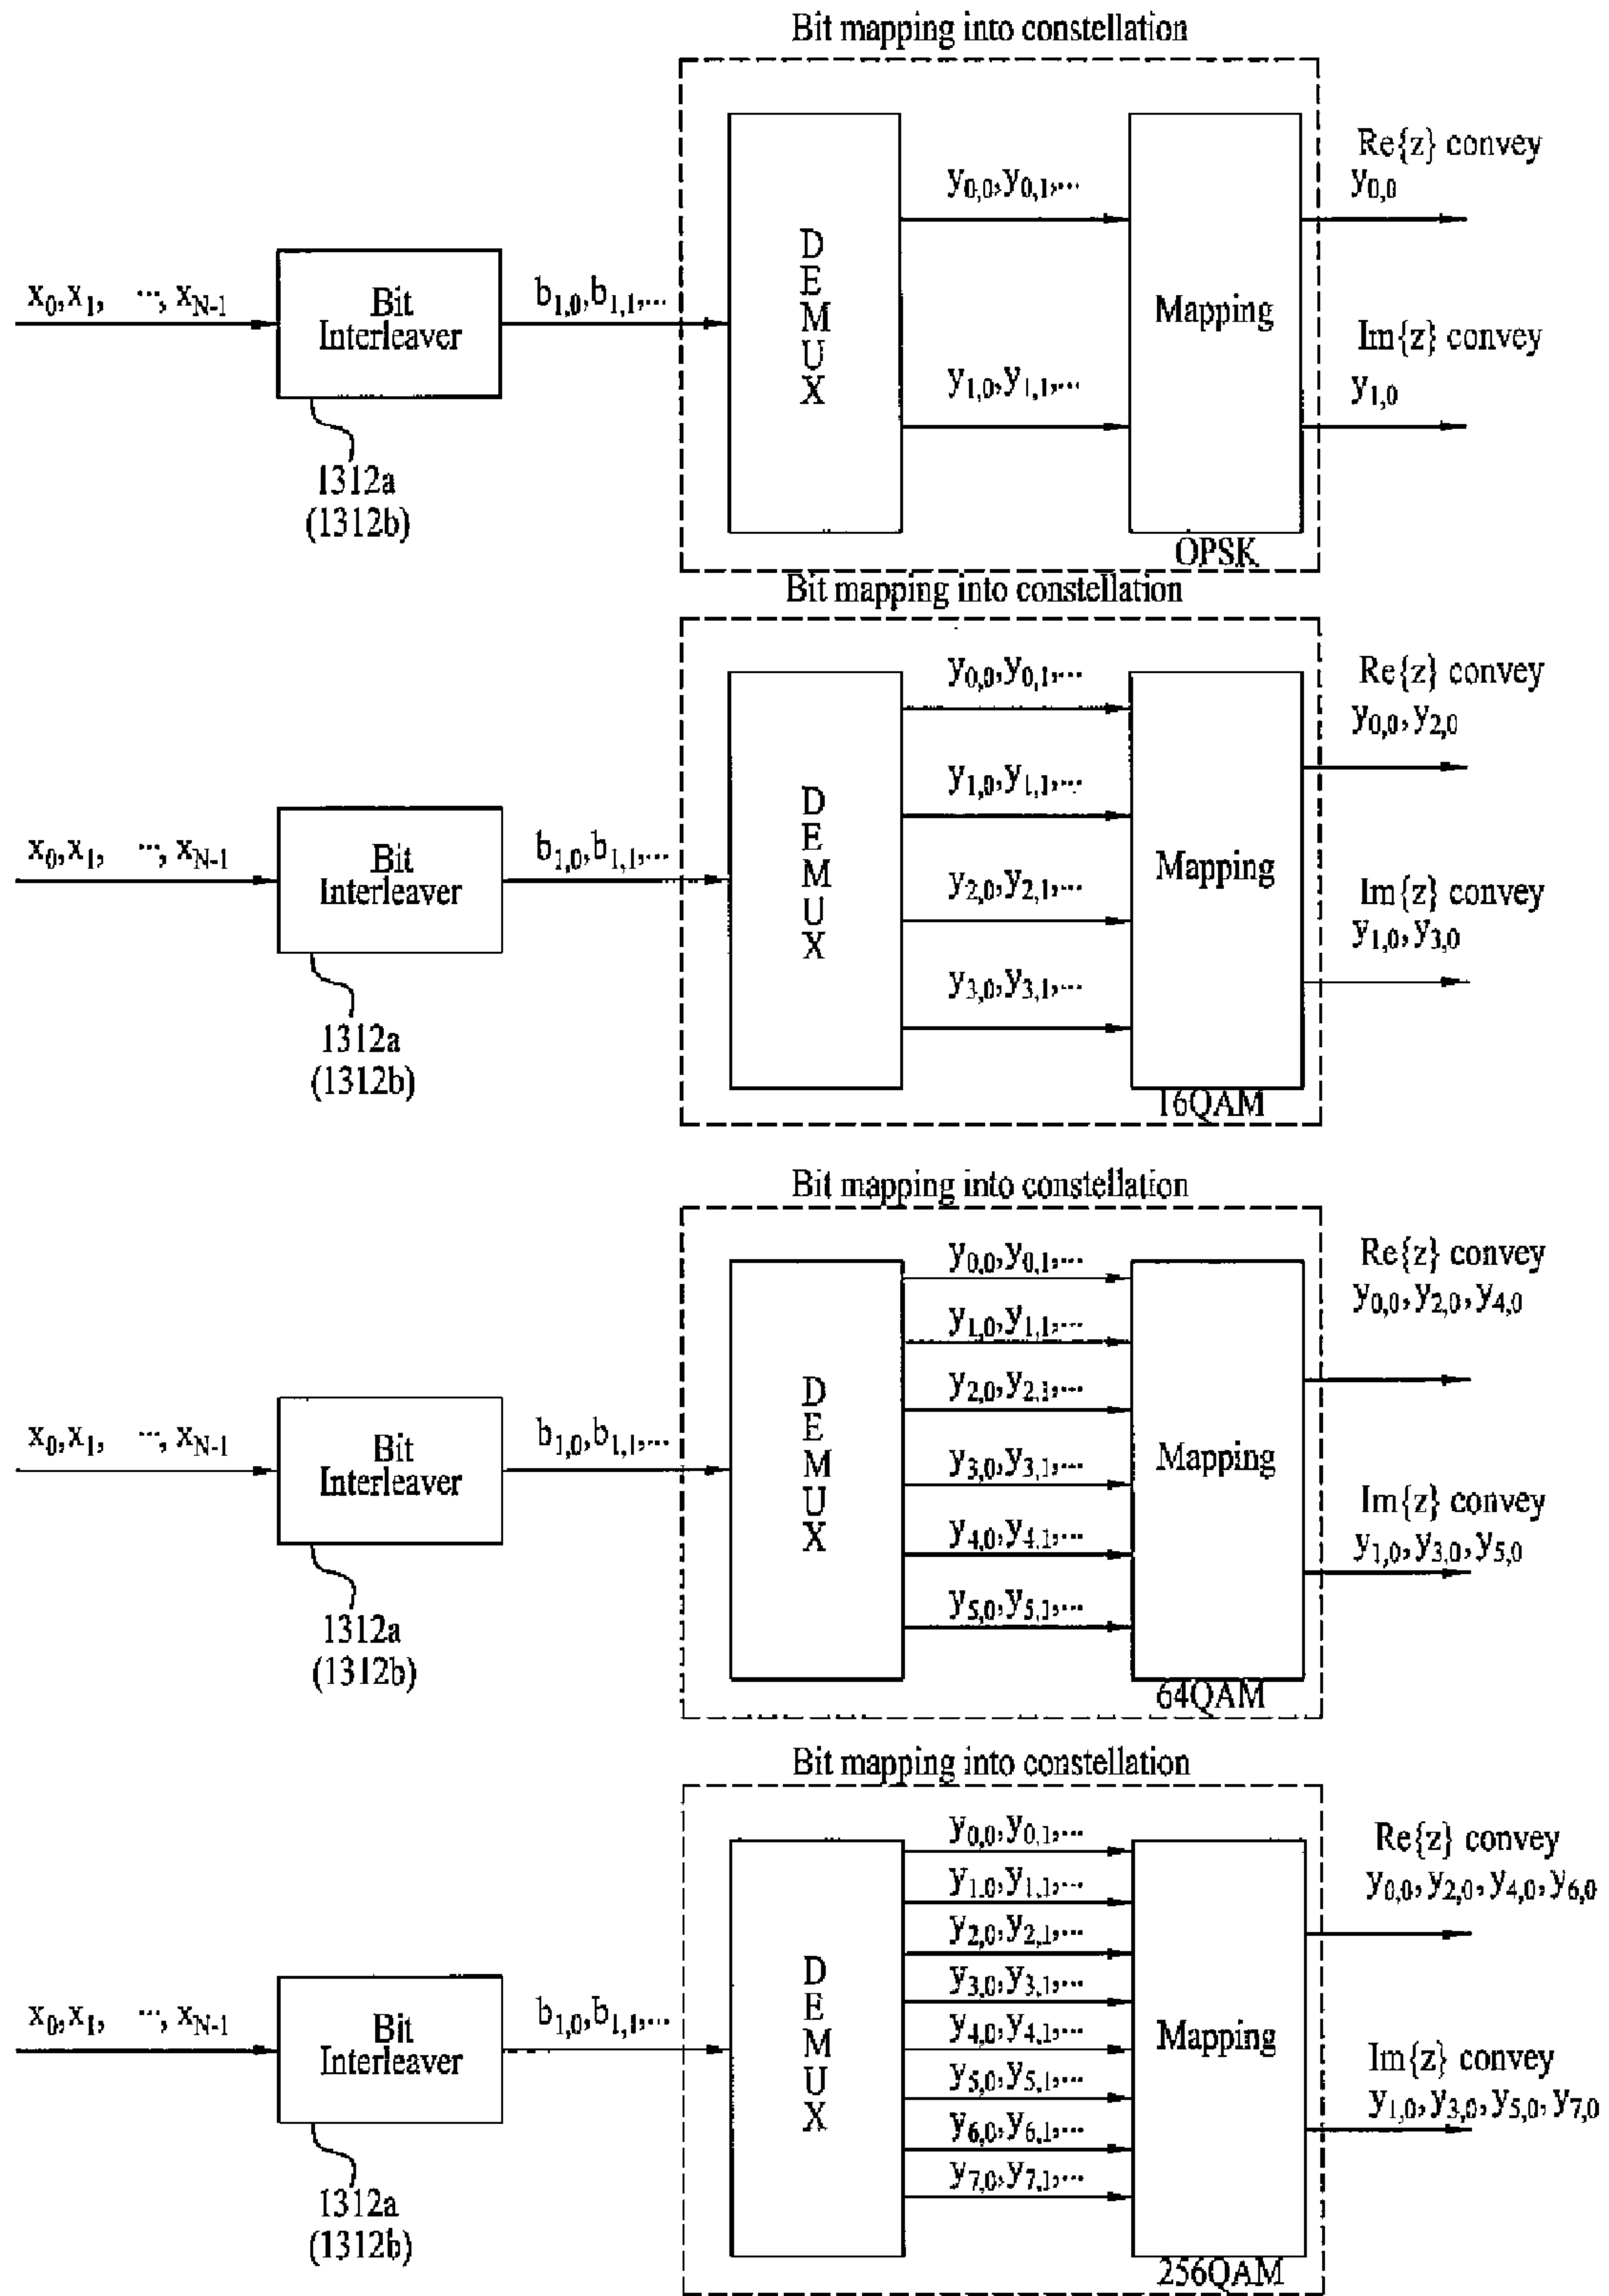 Bit mapping into constellation
x₀,x₁, ···, x_N-1
Bit
Interleaver
1312a
(1312b)
b₁,₀,b₁,₁,...
D
E
M
U
X
y₀,₀,y₀,₁,...
y₁,₀,y₁,₁,...
Mapping
OPSK
Re{z} convey
y₀,₀
Im{z} convey
y₁,₀
Bit mapping into constellation
x₀,x₁, ···, x_N-1
Bit
Interleaver
1312a
(1312b)
b₁,₀,b₁,₁,...
D
E
M
U
X
y₀,₀,y₀,₁,...
y₁,₀,y₁,₁,...
y₂,₀,y₂,₁,...
y₃,₀,y₃,₁,...
Mapping
16QAM
Re{z} convey
y₀,₀,y₂,₀
Im{z} convey
y₁,₀,y₃,₀
Bit mapping into constellation
x₀,x₁, ···, x_N-1
Bit
Interleaver
1312a
(1312b)
b₁,₀,b₁,₁,...
D
E
M
U
X
y₀,₀,y₀,₁,...
y₁,₀,y₁,₁,...
y₂,₀,y₂,₁,...
y₃,₀,y₃,₁,...
y₄,₀,y₄,₁,...
y₅,₀,y₅,₁,...
Mapping
64QAM
Re{z} convey
y₀,₀,y₂,₀,y₄,₀
Im{z} convey
y₁,₀,y₃,₀,y₅,₀
Bit mapping into constellation
x₀,x₁, ···, x_N-1
Bit
Interleaver
1312a
(1312b)
b₁,₀,b₁,₁,...
D
E
M
U
X
y₀,₀,y₀,₁,...
y₁,₀,y₁,₁,...
y₂,₀,y₂,₁,...
y₃,₀,y₃,₁,...
y₄,₀,y₄,₁,...
y₅,₀,y₅,₁,...
y₆,₀,y₆,₁,...
y₇,₀,y₇,₁,...
Mapping
256QAM
Re{z} convey
y₀,₀,y₂,₀,y₄,₀,y₆,₀
Im{z} convey
y₁,₀,y₃,₀,y₅,₀,y₇,₀